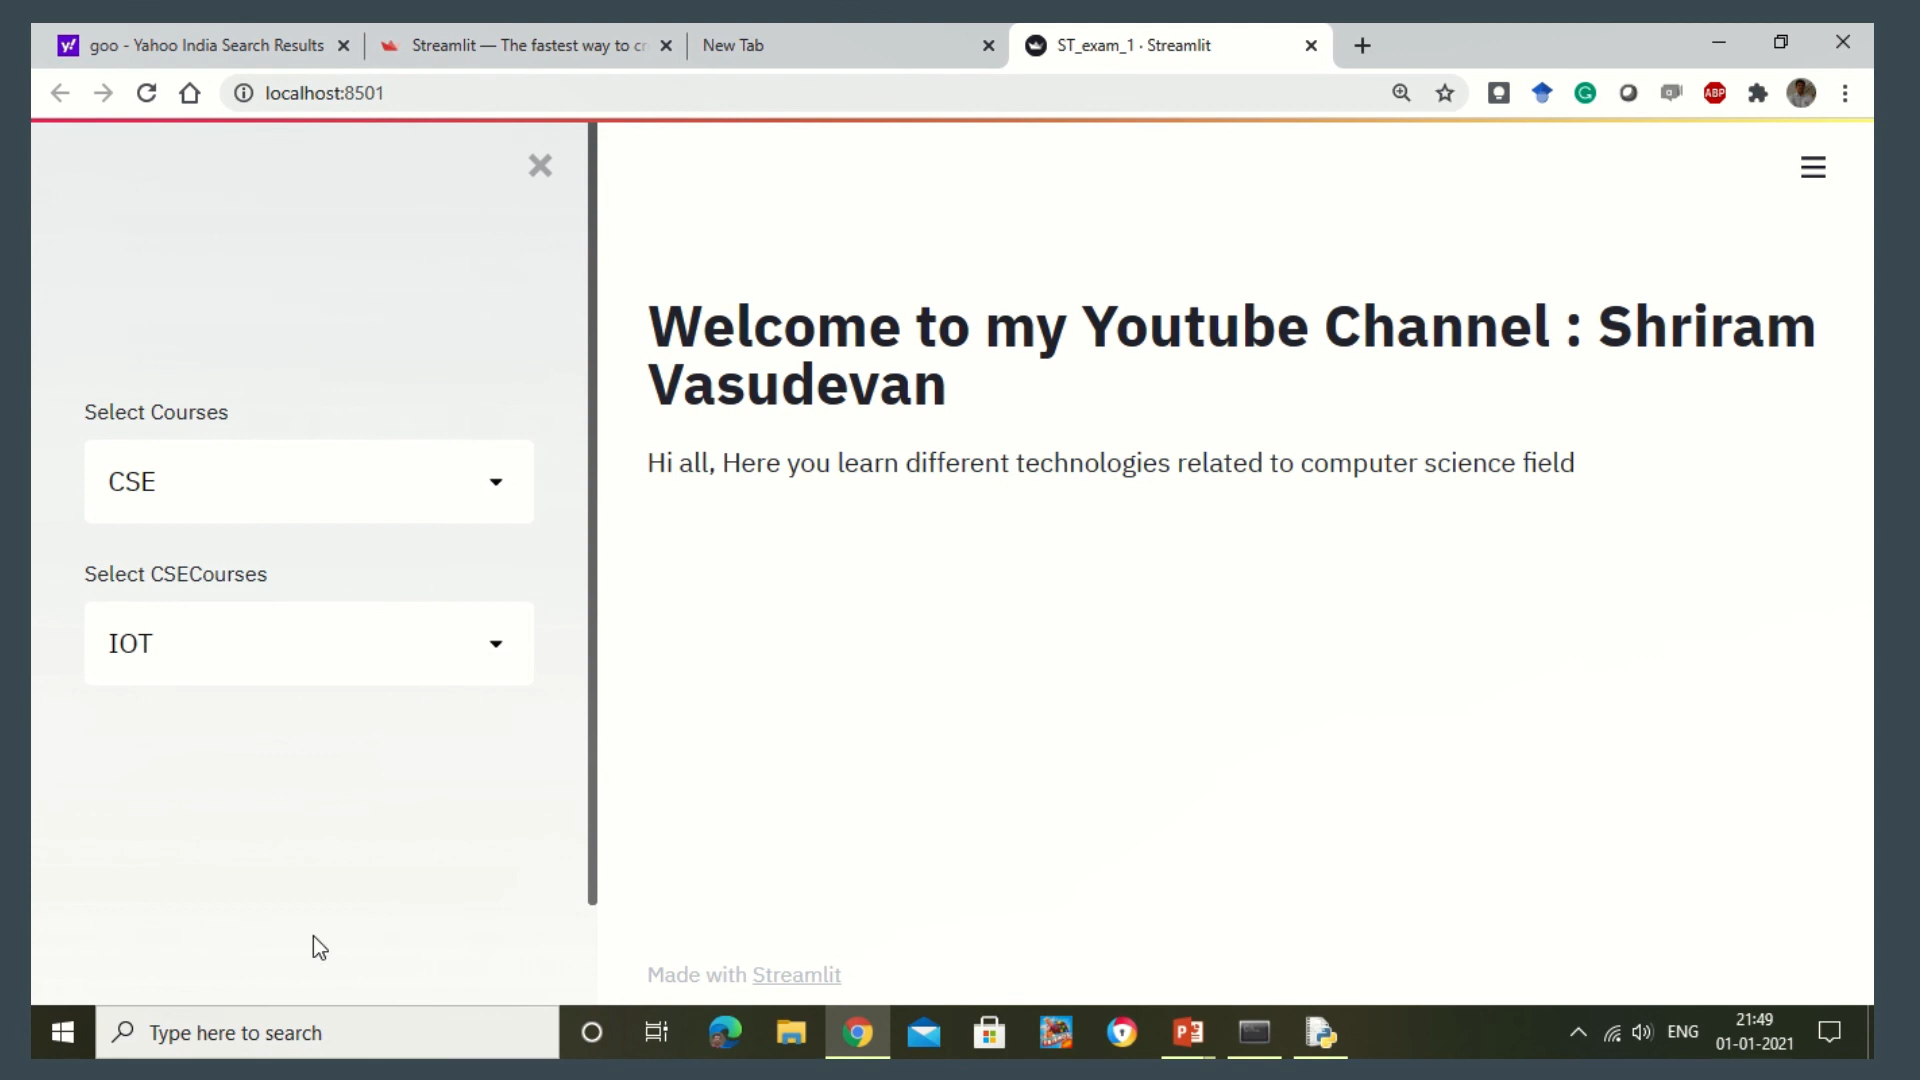 goo - Yahoo India Search Results
Streamlit — The fastest way to cr
New Tab
ST_exam_1 · Streamlit
localhost:8501
ABP
Welcome to my Youtube Channel : Shriram
Vasudevan
Hi all, Here you learn different technologies related to computer science field
Select Courses
CSE
Select CSECourses
IOT
Made with Streamlit
Type here to search
ENG
21:49
01-01-2021